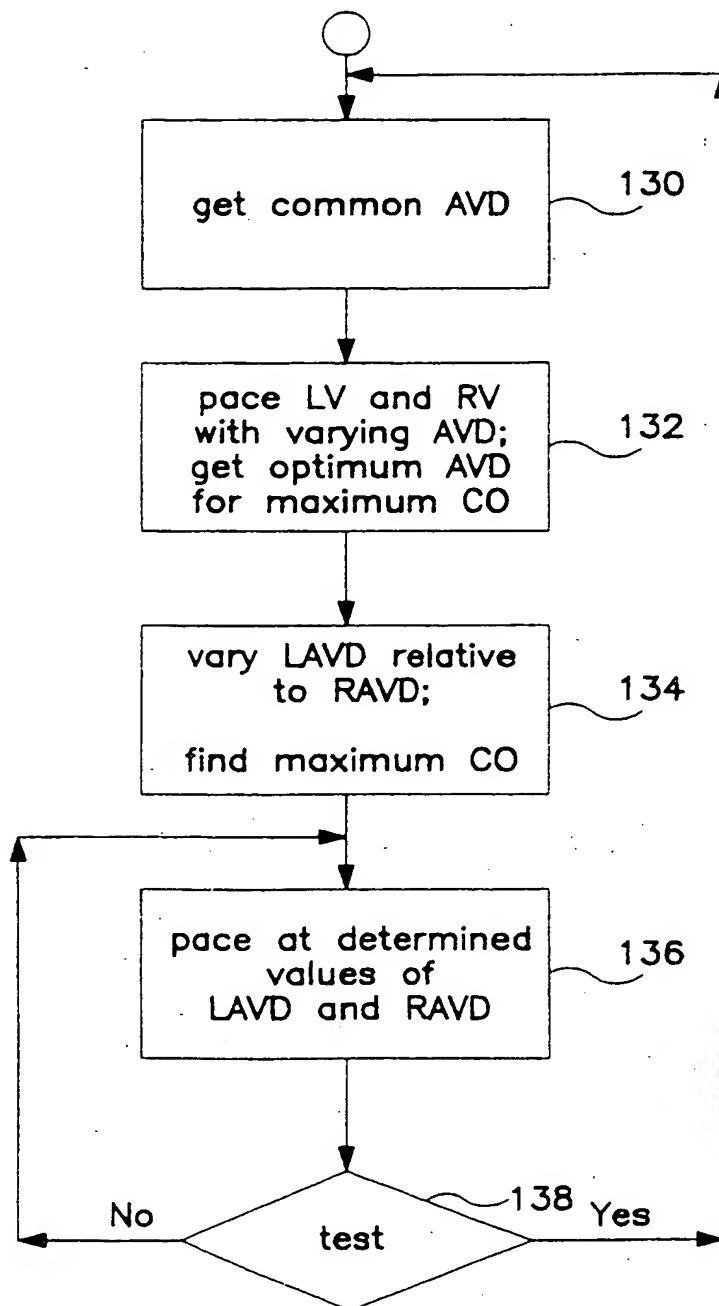 get common AVD
130
pace LV and RV
with varying AVD;
get optimum AVD
for maximum CO
132
vary LAVD relative
to RAVD;
find maximum CO
134
pace at determined
values of
LAVD and RAVD
136
138
No
test
Yes